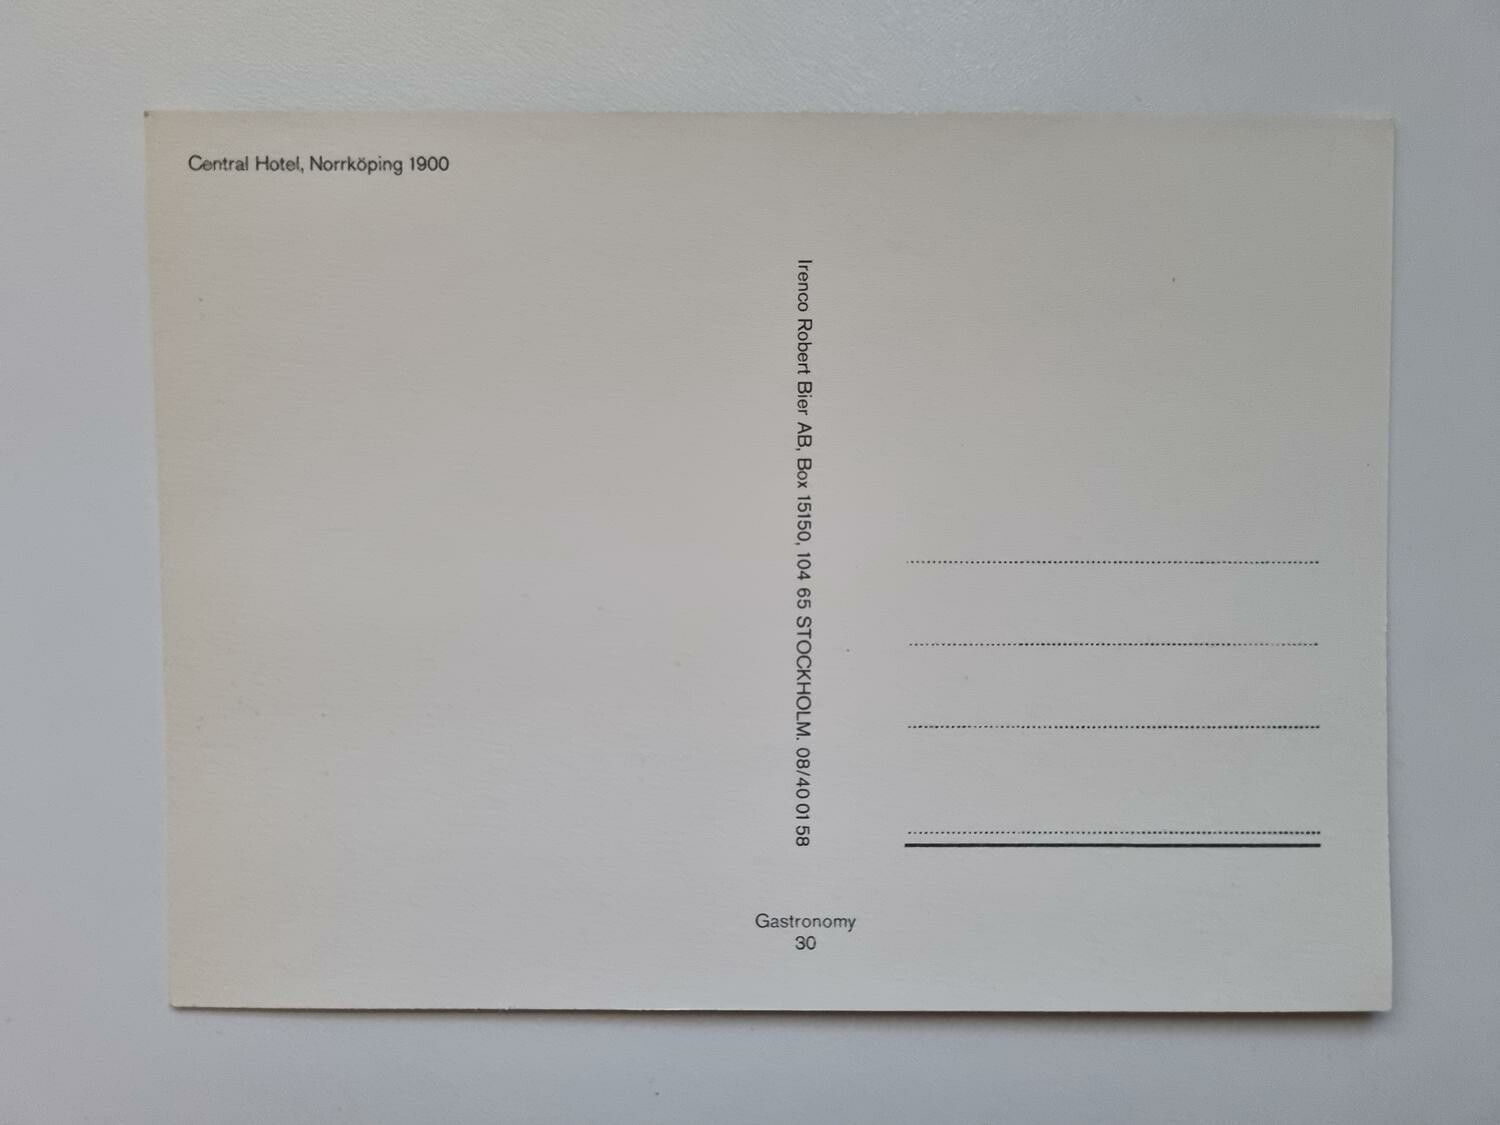 Central Hotel, Norrköping 1900
Irenco Robert Bier AB, Box 15150, 104 65 STOCKHOLM. 08/40 01 58
Gastronomy
30